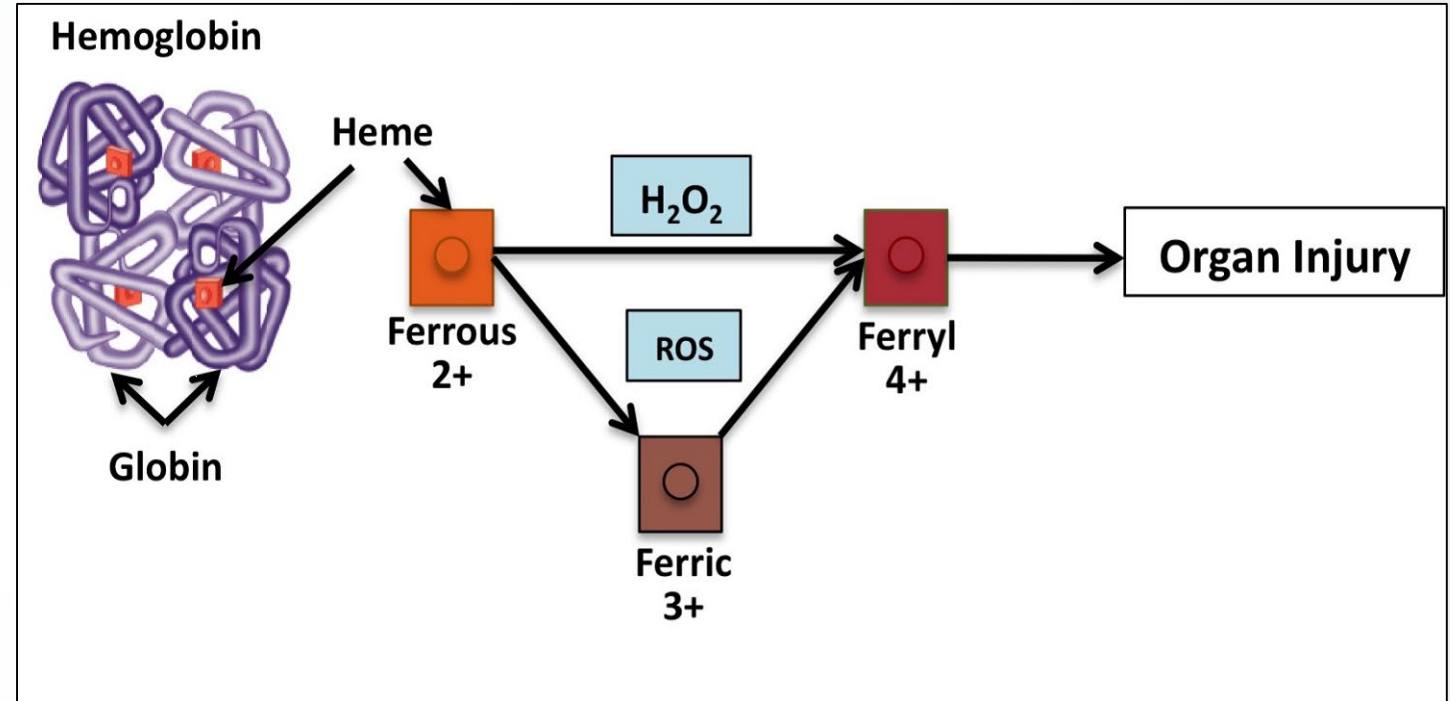 Hemoglobin
Heme
H₂O₂
Organ Injury
Ferrous
2+
ROS
Ferryl
4+
Globin
Ferric
3+